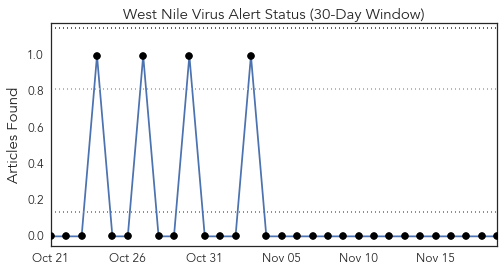 West Nile Virus Alert Status (30-Day Window)
Articles Found
1.0
0.8
0.6
0.4
0.2
0.0
Oct 21 Oct 26 Oct 31 Nov 05 Nov 10 Nov 15